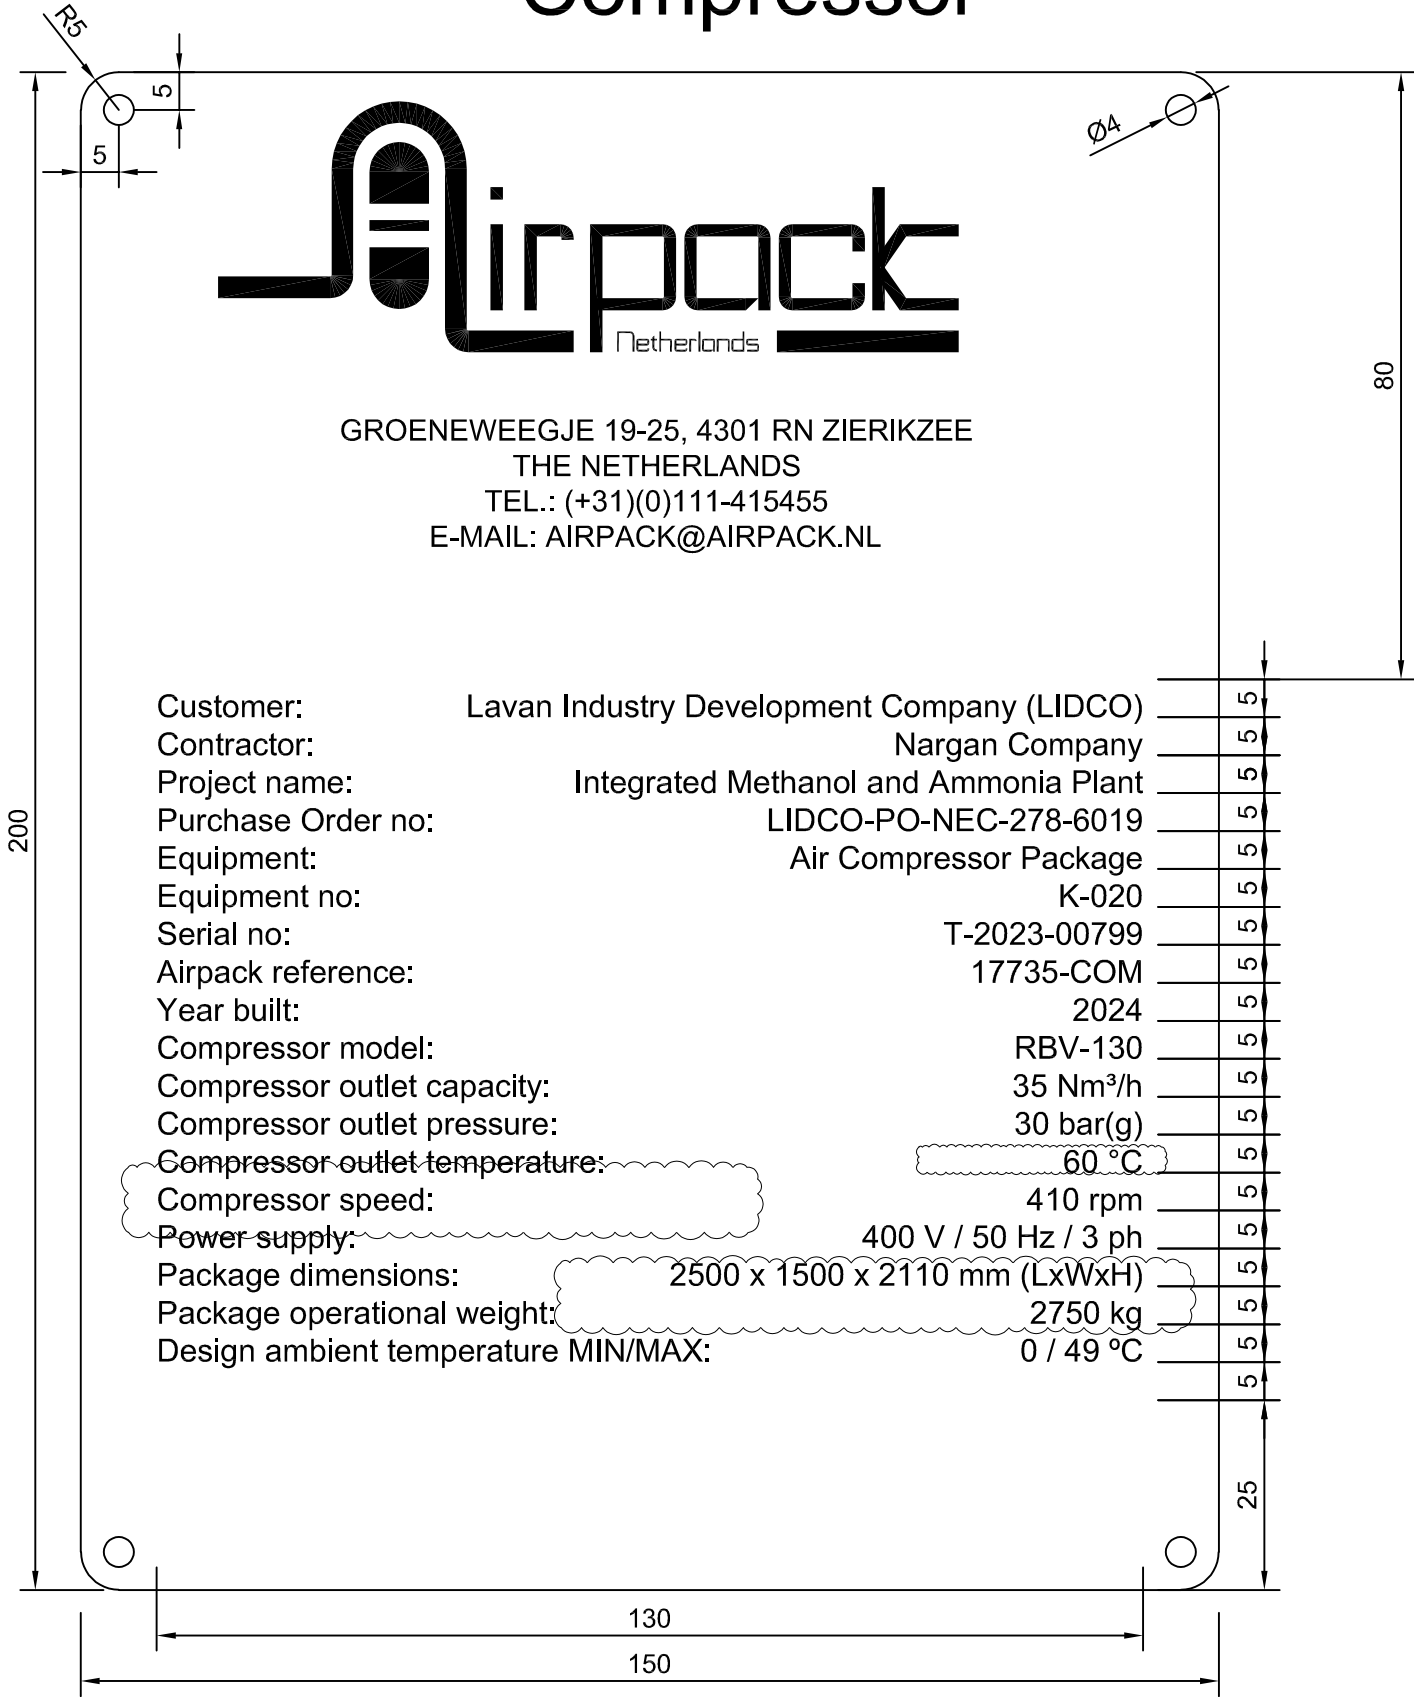 Compressor
R5
5
5
Ø4
Airpack
Netherlands
80
GROENEWEEGJE 19-25, 4301 RN ZIERIKZEE
THE NETHERLANDS
TEL.: (+31)(0)111-415455
E-MAIL: AIRPACK@AIRPACK.NL
200
Customer: Lavan Industry Development Company (LIDCO) 5
Contractor: Nargan Company 5
Project name: Integrated Methanol and Ammonia Plant 5
Purchase Order no: LIDCO-PO-NEC-278-6019 5
Equipment: Air Compressor Package 5
Equipment no: K-020 5
Serial no: T-2023-00799 5
Airpack reference: 17735-COM 5
Year built: 2024 5
Compressor model: RBV-130 5
Compressor outlet capacity: 35 Nm³/h 5
Compressor outlet pressure: 30 bar(g) 5
Compressor outlet temperature: 60 °C 5
Compressor speed: 410 rpm 5
Power supply: 400 V / 50 Hz / 3 ph 5
Package dimensions: 2500 x 1500 x 2110 mm (LxWxH) 5
Package operational weight: 2750 kg 5
Design ambient temperature MIN/MAX: 0 / 49 ºC 5
5
25
130
150